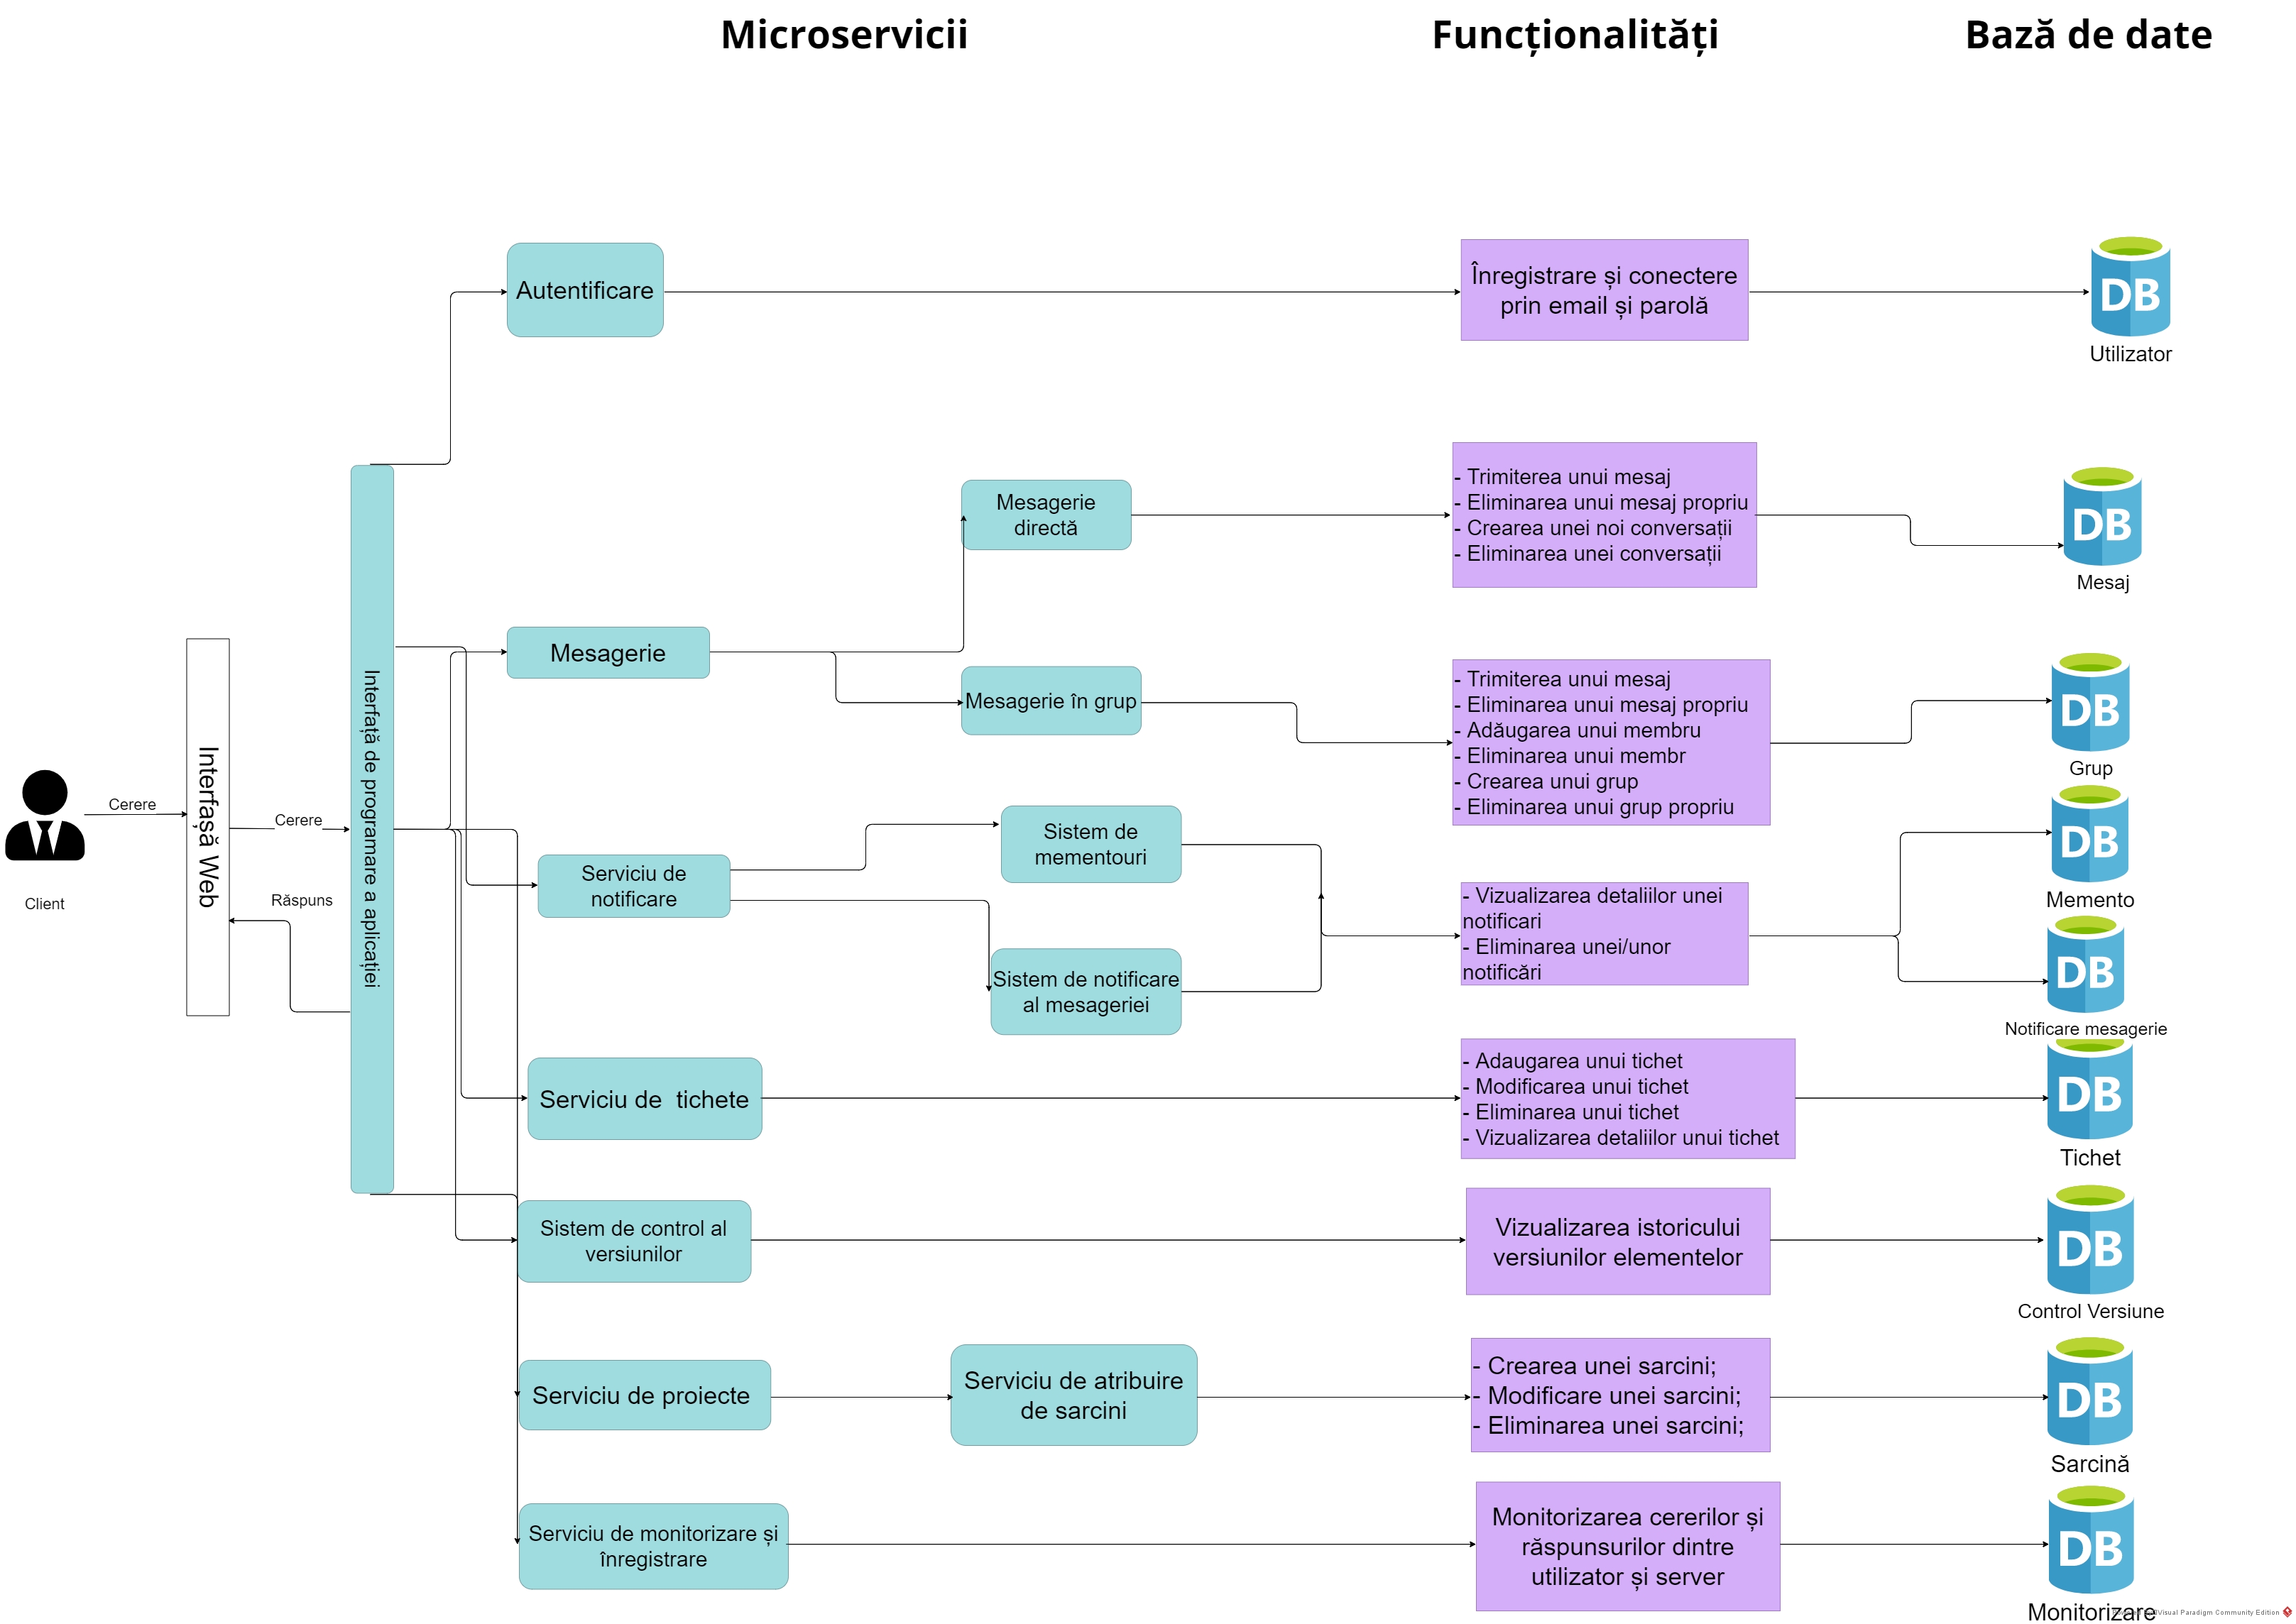 Microservicii
Funcționalități
Bază de date
Autentificare
Înregistrare și conectere
prin email și parolă
DB
Utilizator
Mesagerie
directă
- Trimiterea unui mesaj
- Eliminarea unui mesaj propriu
- Crearea unei noi conversații
- Eliminarea unei conversații
DB
Mesaj
Mesagerie
Mesagerie în grup
- Trimiterea unui mesaj
- Eliminarea unui mesaj propriu
- Adăugarea unui membru
- Eliminarea unui membr
- Crearea unui grup
- Eliminarea unui grup propriu
DB
Grup
Client
Cerere
Interfașă Web
Cerere
Răspuns
Interfață de programare a aplicației
Serviciu de
notificare
Sistem de
mementouri
Sistem de notificare
al mesageriei
- Vizualizarea detaliilor unei
notificari
- Eliminarea unei/unor
notificări
DB
Memento
DB
Notificare mesagerie
Serviciu de  tichete
- Adaugarea unui tichet
- Modificarea unui tichet
- Eliminarea unui tichet
- Vizualizarea detaliilor unui tichet
DB
Tichet
Sistem de control al
versiunilor
Vizualizarea istoricului
versiunilor elementelor
DB
Control Versiune
Serviciu de proiecte
Serviciu de atribuire
de sarcini
- Crearea unei sarcini;
- Modificare unei sarcini;
- Eliminarea unei sarcini;
DB
Sarcină
Serviciu de monitorizare și
înregistrare
Monitorizarea cererilor și
răspunsurilor dintre
utilizator și server
DB
Monitorizare
Visual Paradigm Community Edition